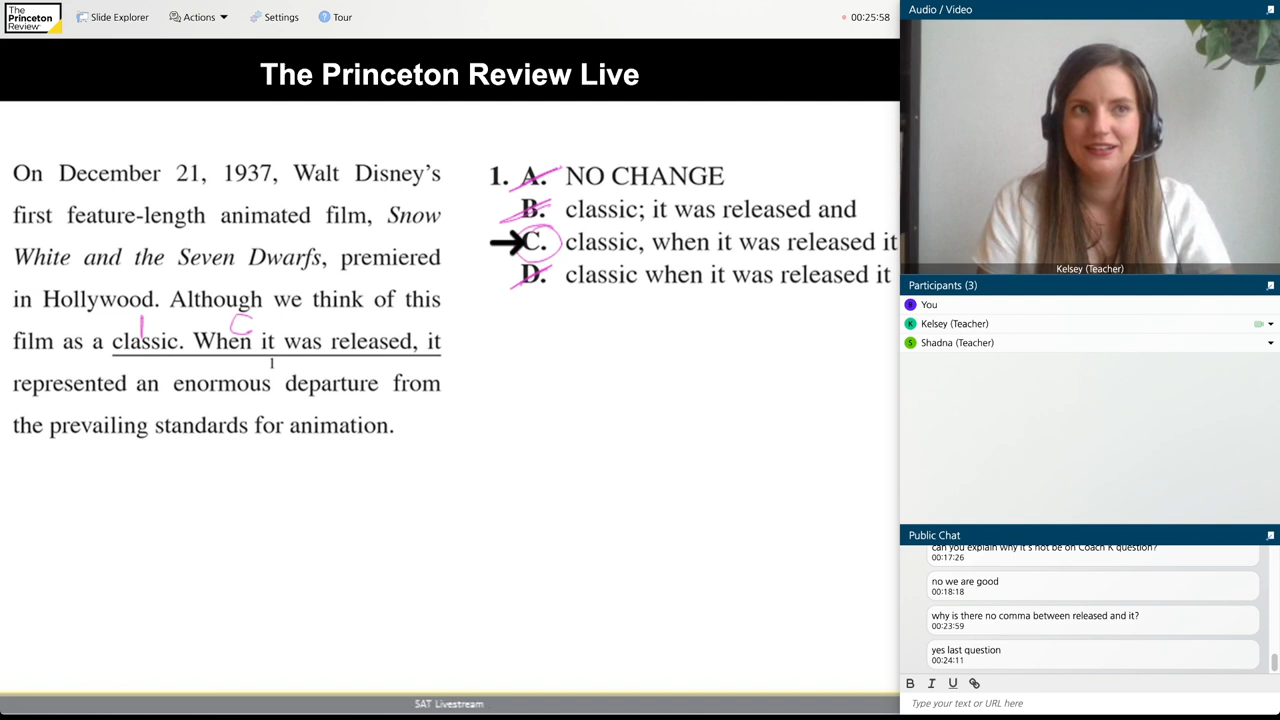 The
Princeton
Review
Slide Explorer
Actions
Settings
Tour
00:25:58
Audio / Video
The Princeton Review Live
On December 21, 1937, Walt Disney’s
first feature-length animated film, Snow
White and the Seven Dwarfs, premiered
in Hollywood. Although we think of this
film as a classic. When it was released, it
1
represented an enormous departure from
the prevailing standards for animation.
I
C
1. A. NO CHANGE
B. classic; it was released and
C. classic, when it was released it
D. classic when it was released it
Kelsey (Teacher)
Participants (3)
B You
K Kelsey (Teacher)
S Shadna (Teacher)
Public Chat
can you explain why it's not be on Coach K question?
00:17:26
no we are good
00:18:18
why is there no comma between released and it?
00:23:59
yes last question
00:24:11
B I U
Type your text or URL here
SAT Livestream